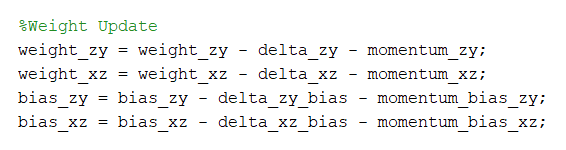 %Weight Update
weight_zy = weight_zy - delta_zy - momentum_zy;
weight_xz = weight_xz - delta_xz - momentum_xz;
bias_zy = bias_zy - delta_zy_bias - momentum_bias_zy;
bias_xz = bias_xz - delta_xz_bias - momentum_bias_xz;